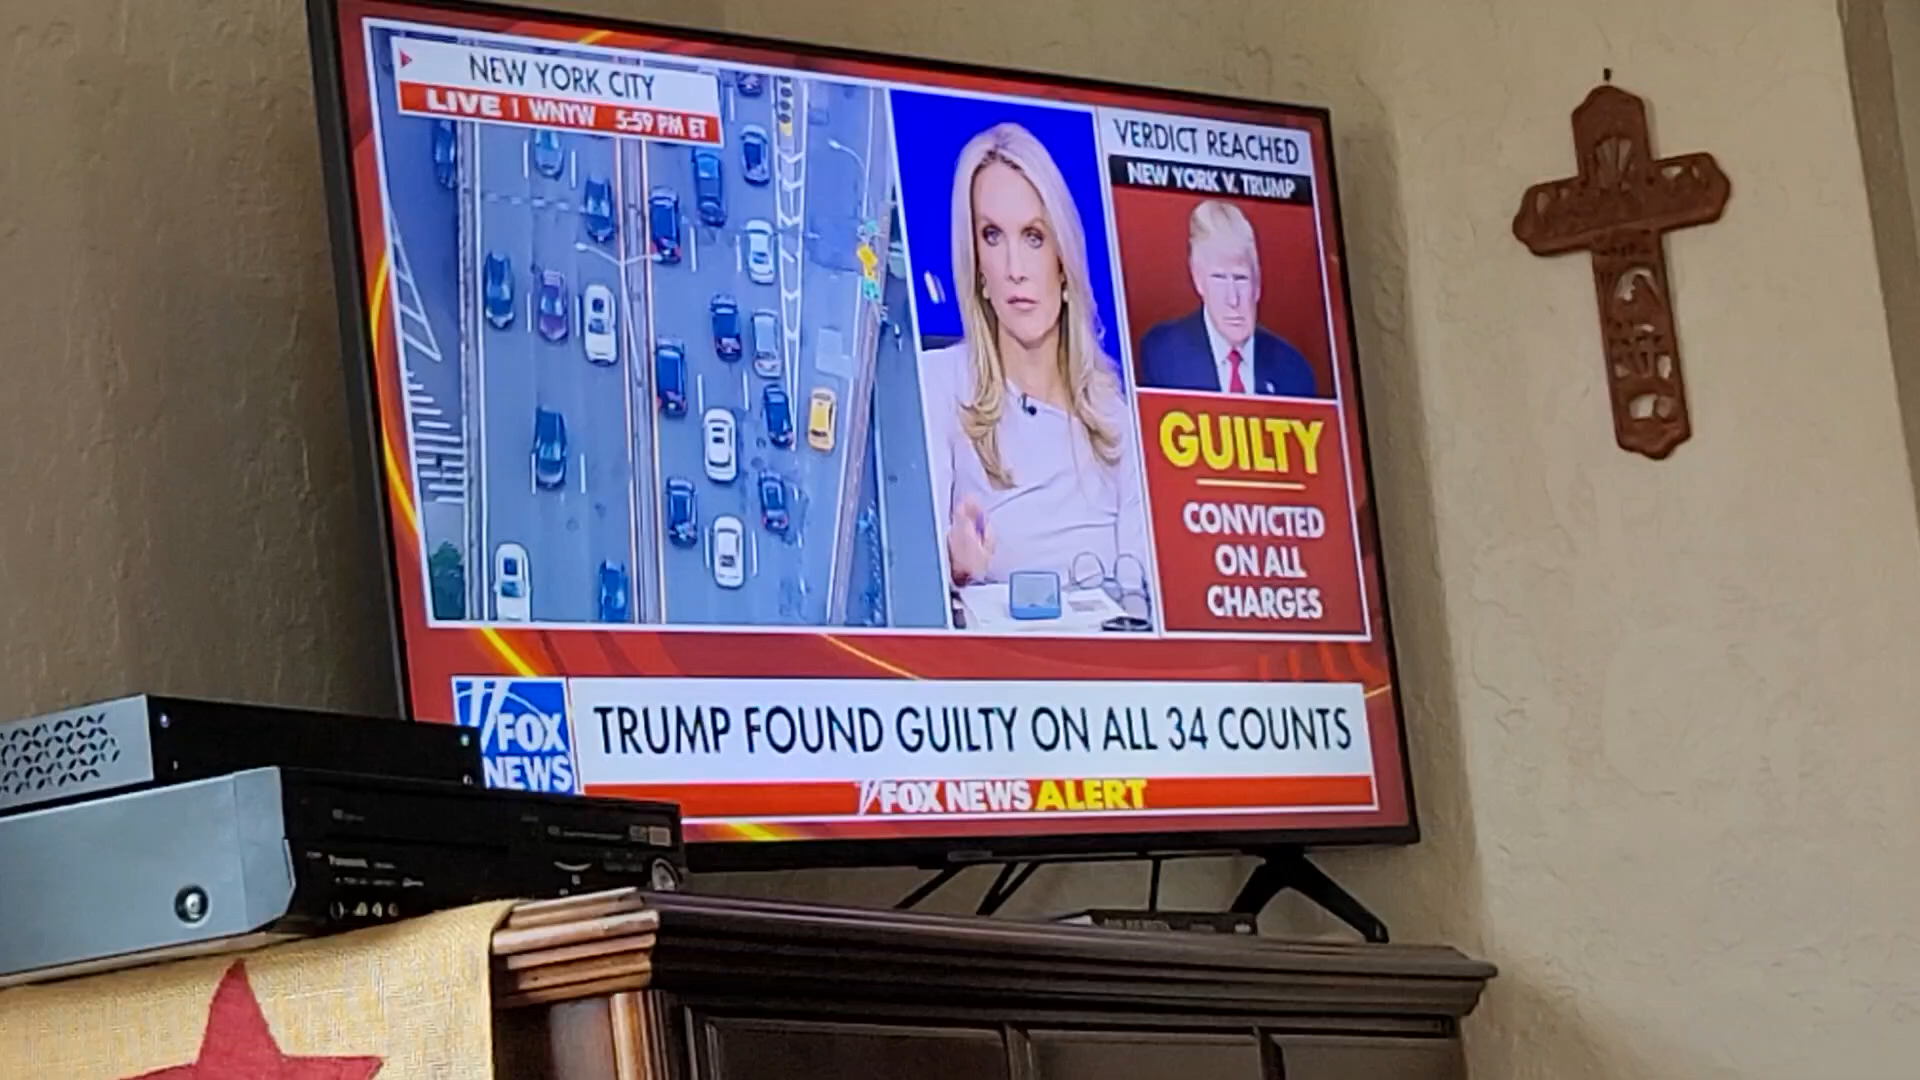 NEW YORK CITY
LIVE | WNYW 5:59 PM ET
VERDICT REACHED
NEW YORK V. TRUMP
GUILTY
CONVICTED
ON ALL
CHARGES
FOX
NEWS
TRUMP FOUND GUILTY ON ALL 34 COUNTS
FOX NEWS ALERT
Panasonic